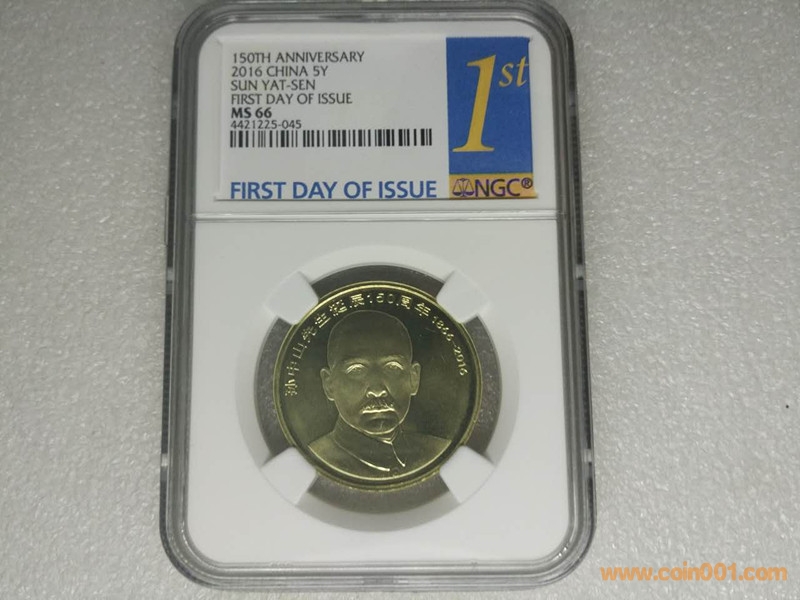 150TH ANNIVERSARY
2016 CHINA 5Y
SUN YAT-SEN
FIRST DAY OF ISSUE
MS 66
4421225-045
1st
FIRST DAY OF ISSUE
NGC®
孙中山先生诞辰150周年 1866-2016
www.coin001.com